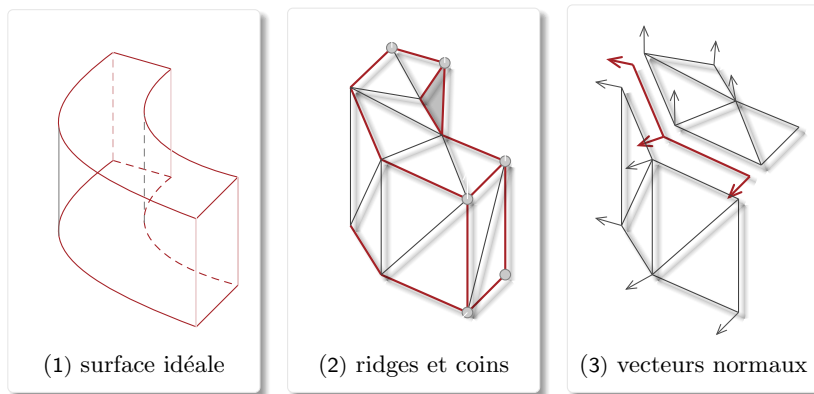 (1) surface idéale
(2) ridges et coins
(3) vecteurs normaux